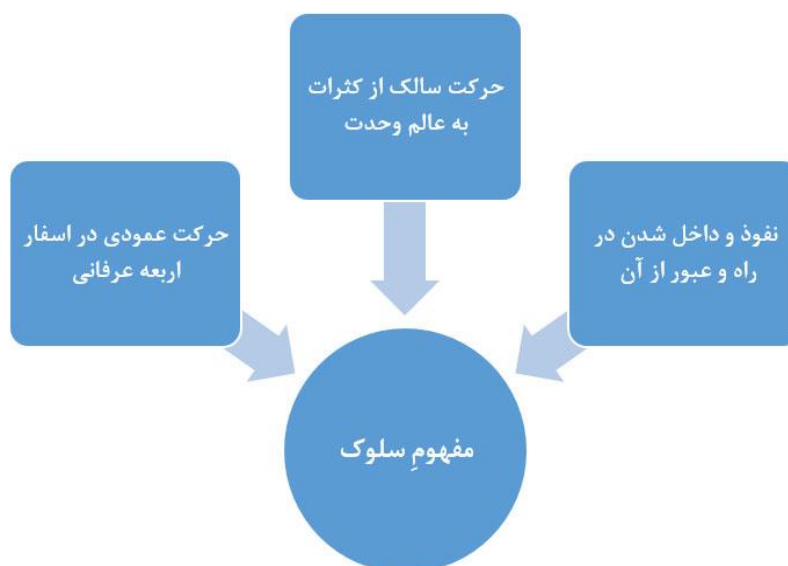 حرکت سالک از کثرات
به عالم وحدت
نفوذ و داخل شدن در
راه و عبور از آن
حرکت عمودی در اسفار
اربعه عرفانی
مفهومِ سلوک